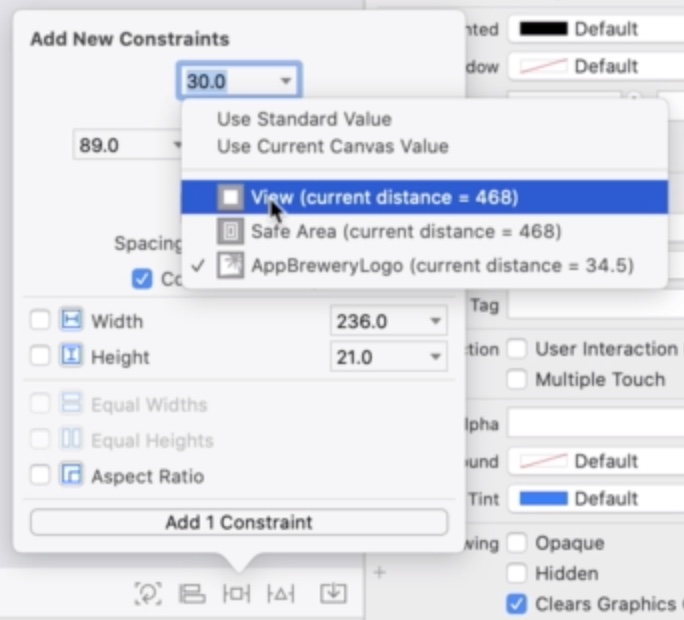 Add New Constraints
30.0
89.0
Use Standard Value
Use Current Canvas Value
View (current distance = 468)
Safe Area (current distance = 468)
✓ AppBreweryLogo (current distance = 34.5)
Spacing
Co
Width 236.0
Height 21.0
Equal Widths
Equal Heights
Aspect Ratio
Add 1 Constraint
nted Default
dow Default
Tag
tion User Interaction
Multiple Touch
lpha
und Default
Tint Default
wing Opaque
Hidden
Clears Graphics